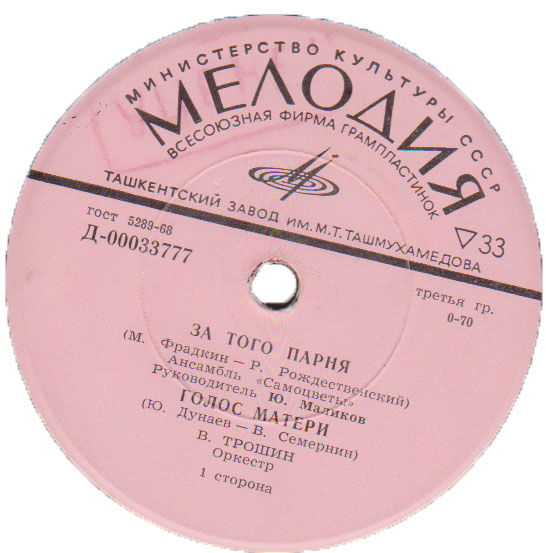 МИНИСТЕРСТВО КУЛЬТУРЫ СССР
МЕЛОДИЯ
ВСЕСОЮЗНАЯ ФИРМА ГРАМПЛАСТИНОК
ТАШКЕНТСКИЙ ЗАВОД ИМ. М.Т. ТАШМУХАМЕДОВА
гост 5289-68
Д-00033777
▽33
третья гр.
0-70
ЗА ТОГО ПАРНЯ
(М. Фрадкин — Р. Рождественский)
Ансамбль «Самоцветы»
Руководитель Ю. Маликов
ГОЛОС МАТЕРИ
(Ю. Дунаев — В. Семернин)
В. ТРОШИН
Оркестр
1 сторона